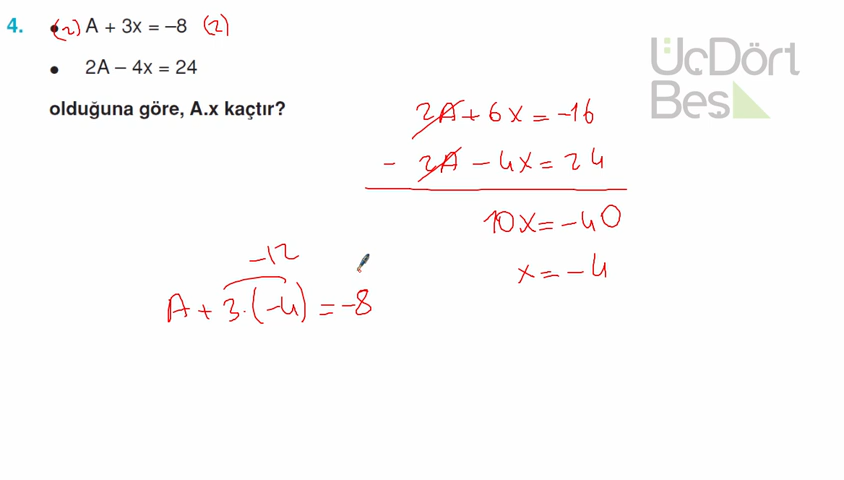 4. • (2) A + 3x = –8 (2)
• 2A – 4x = 24
olduğuna göre, A.x kaçtır?
ÜçDört
Beş
2A + 6x = -16
- 2A - 4x = 24
10x = -40
x = -4
-12
A + 3.(-4) = -8